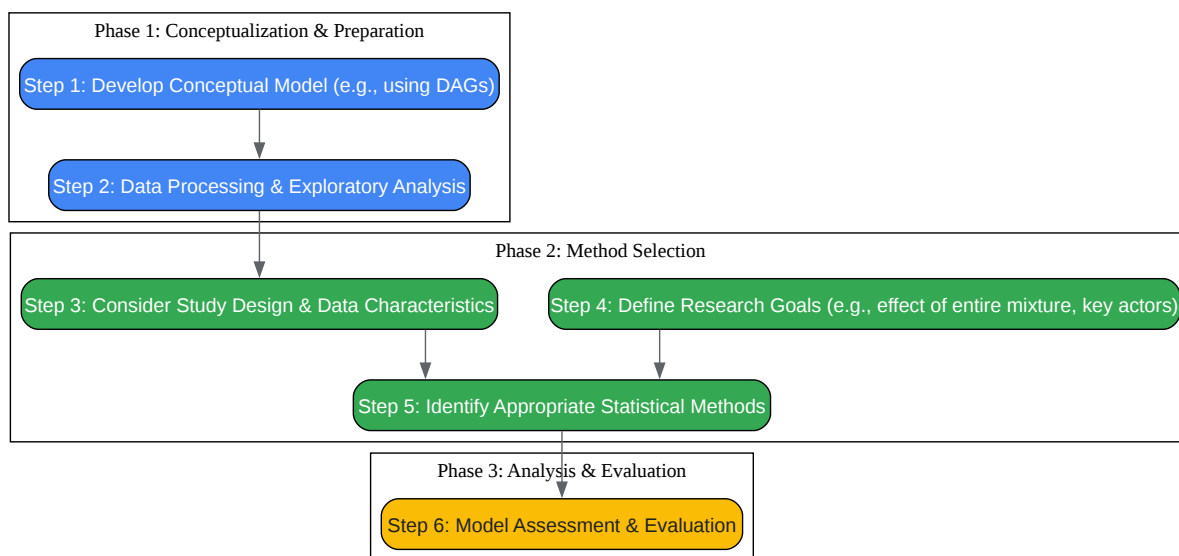 Phase 1: Conceptualization & Preparation
Step 1: Develop Conceptual Model (e.g., using DAGs)
Step 2: Data Processing & Exploratory Analysis
Phase 2: Method Selection
Step 3: Consider Study Design & Data Characteristics
Step 4: Define Research Goals (e.g., effect of entire mixture, key actors)
Step 5: Identify Appropriate Statistical Methods
Phase 3: Analysis & Evaluation
Step 6: Model Assessment & Evaluation